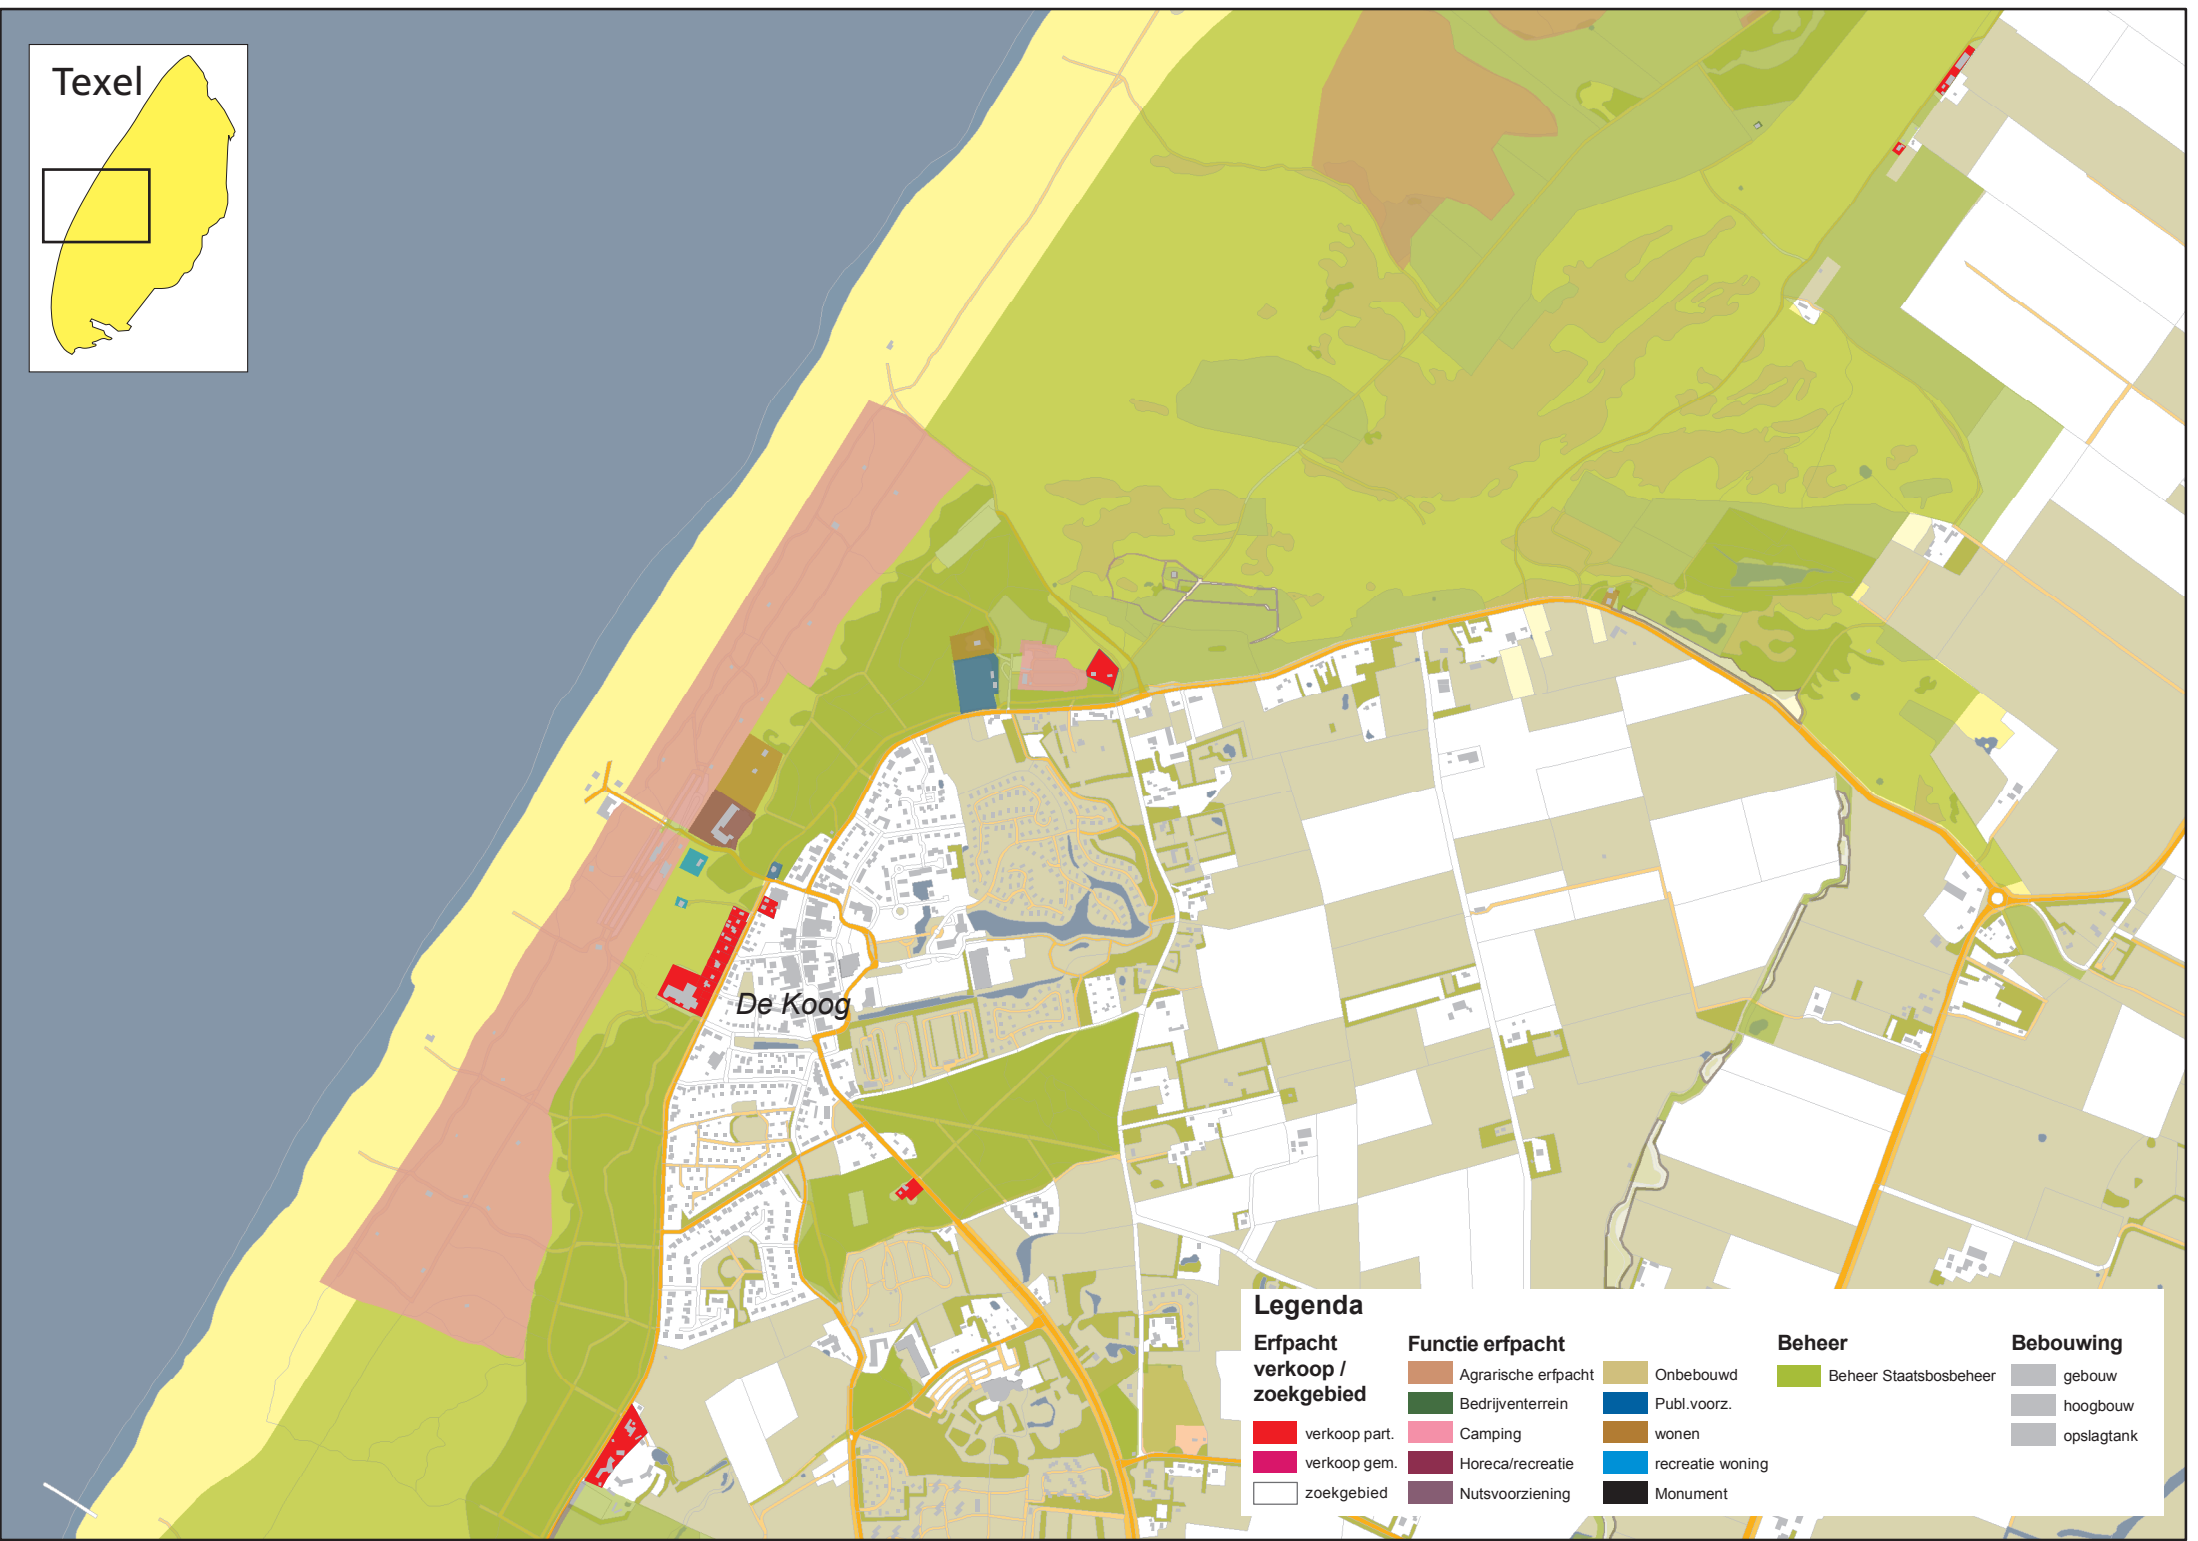 Texel
De Koog
Legenda
Erfpacht
verkoop /
zoekgebied
verkoop part.
verkoop gem.
zoekgebied
Functie erfpacht
Agrarische erfpacht
Bedrijventerrein
Camping
Horeca/recreatie
Nutsvoorziening
Onbebouwd
Publ.voorz.
wonen
recreatie woning
Monument
Beheer
Beheer Staatsbosbeheer
Bebouwing
gebouw
hoogbouw
opslagtank